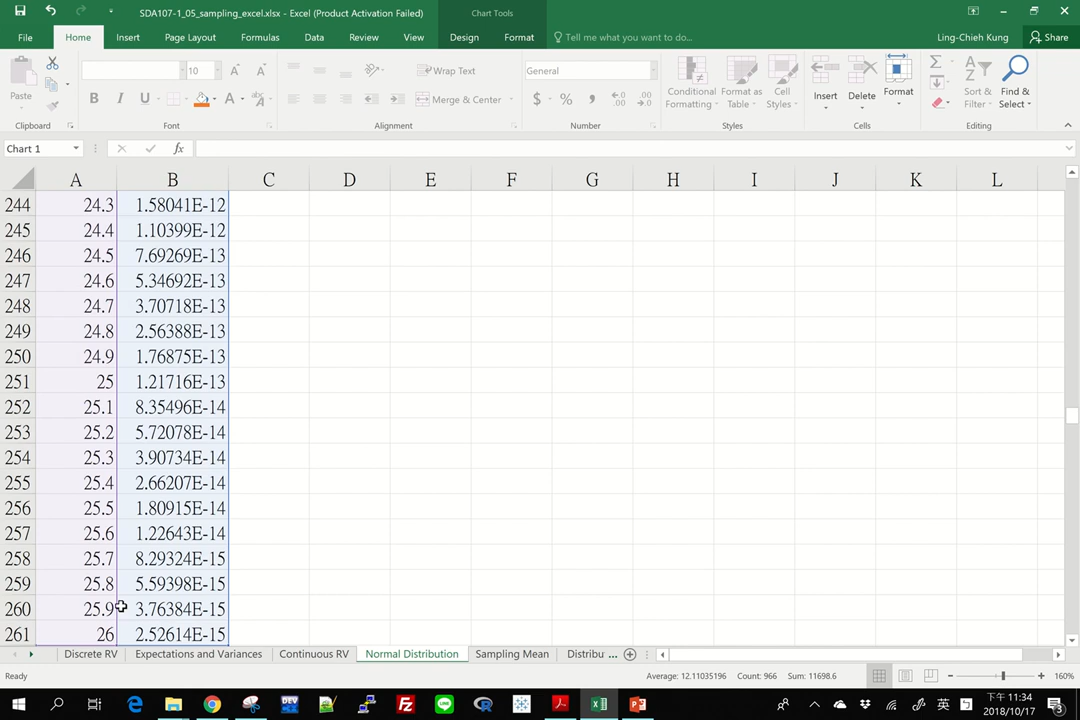 SDA107-1_05_sampling_excel.xlsx - Excel (Product Activation Failed)
Chart Tools
File
Home
Insert
Page Layout
Formulas
Data
Review
View
Design
Format
Tell me what you want to do...
Ling-Chieh Kung
Share
Paste
10
B I U
Wrap Text
Merge & Center
General
$ % ,
Conditional Formatting
Format as Table
Cell Styles
Insert
Delete
Format
Sort & Filter
Find & Select
Clipboard
Font
Alignment
Number
Styles
Cells
Editing
Chart 1
fx
A B C D E F G H I J K L
244 24.3 1.58041E-12
245 24.4 1.10399E-12
246 24.5 7.69269E-13
247 24.6 5.34692E-13
248 24.7 3.70718E-13
249 24.8 2.56388E-13
250 24.9 1.76875E-13
251 25 1.21716E-13
252 25.1 8.35496E-14
253 25.2 5.72078E-14
254 25.3 3.90734E-14
255 25.4 2.66207E-14
256 25.5 1.80915E-14
257 25.6 1.22643E-14
258 25.7 8.29324E-15
259 25.8 5.59398E-15
260 25.9 3.76384E-15
261 26 2.52614E-15
Discrete RV
Expectations and Variances
Continuous RV
Normal Distribution
Sampling Mean
Distribu ...
Ready
Average: 12.11035196 Count: 966 Sum: 11698.6
160%
DEV
英
下午 11:34
2018/10/17
3